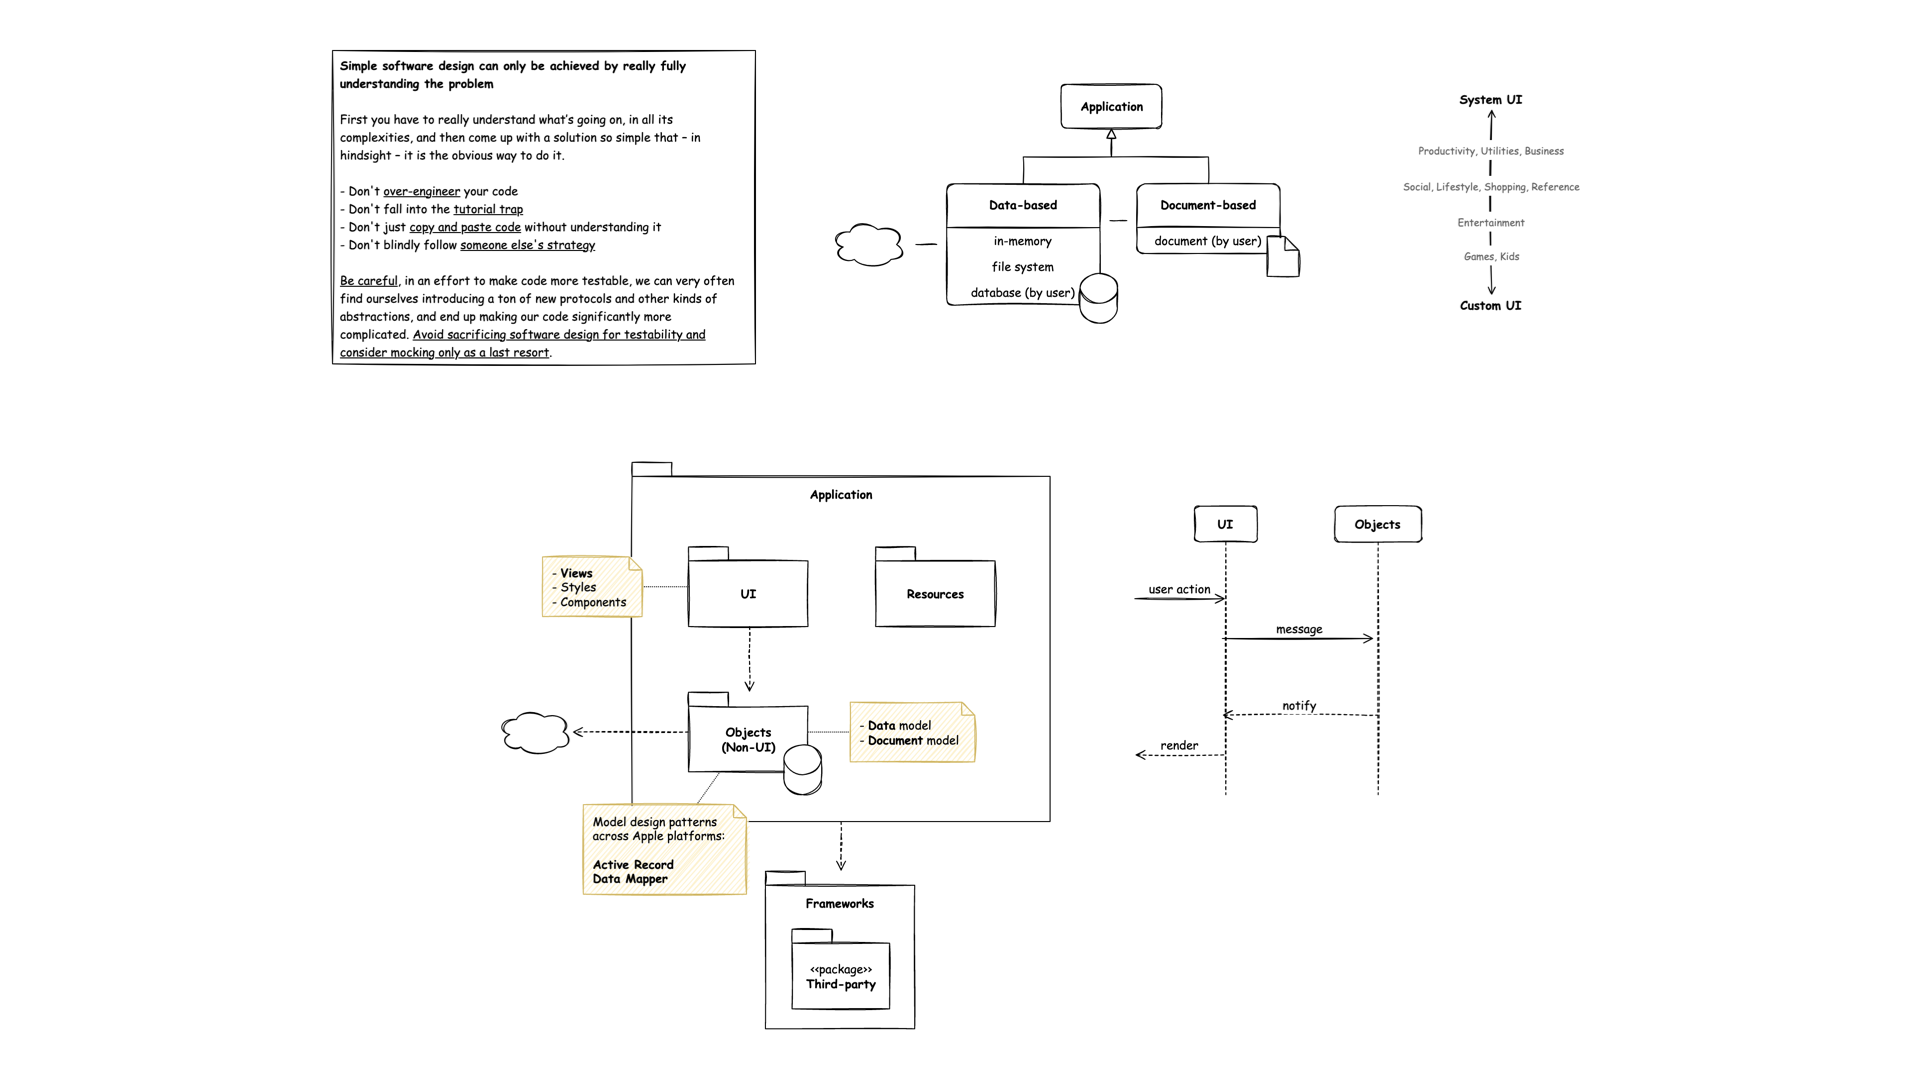 Simple software design can only be achieved by really fully
understanding the problem
First you have to really understand what's going on, in all its
complexities, and then come up with a solution so simple that – in
hindsight – it is the obvious way to do it.
- Don't over-engineer your code
- Don't fall into the tutorial trap
- Don't just copy and paste code without understanding it
- Don't blindly follow someone else's strategy
Be careful, in an effort to make code more testable, we can very often
find ourselves introducing a ton of new protocols and other kinds of
abstractions, and end up making our code significantly more
complicated. Avoid sacrificing software design for testability and
consider mocking only as a last resort.
Application
Data-based
in-memory
file system
database (by user)
Document-based
document (by user)
System UI
Productivity, Utilities, Business
Social, Lifestyle, Shopping, Reference
Entertainment
Games, Kids
Custom UI
Application
- Views
- Styles
- Components
UI
Resources
Objects
(Non-UI)
- Data model
- Document model
Model design patterns
across Apple platforms:
Active Record
Data Mapper
Frameworks
<<package>>
Third-party
UI
Objects
user action
message
notify
render